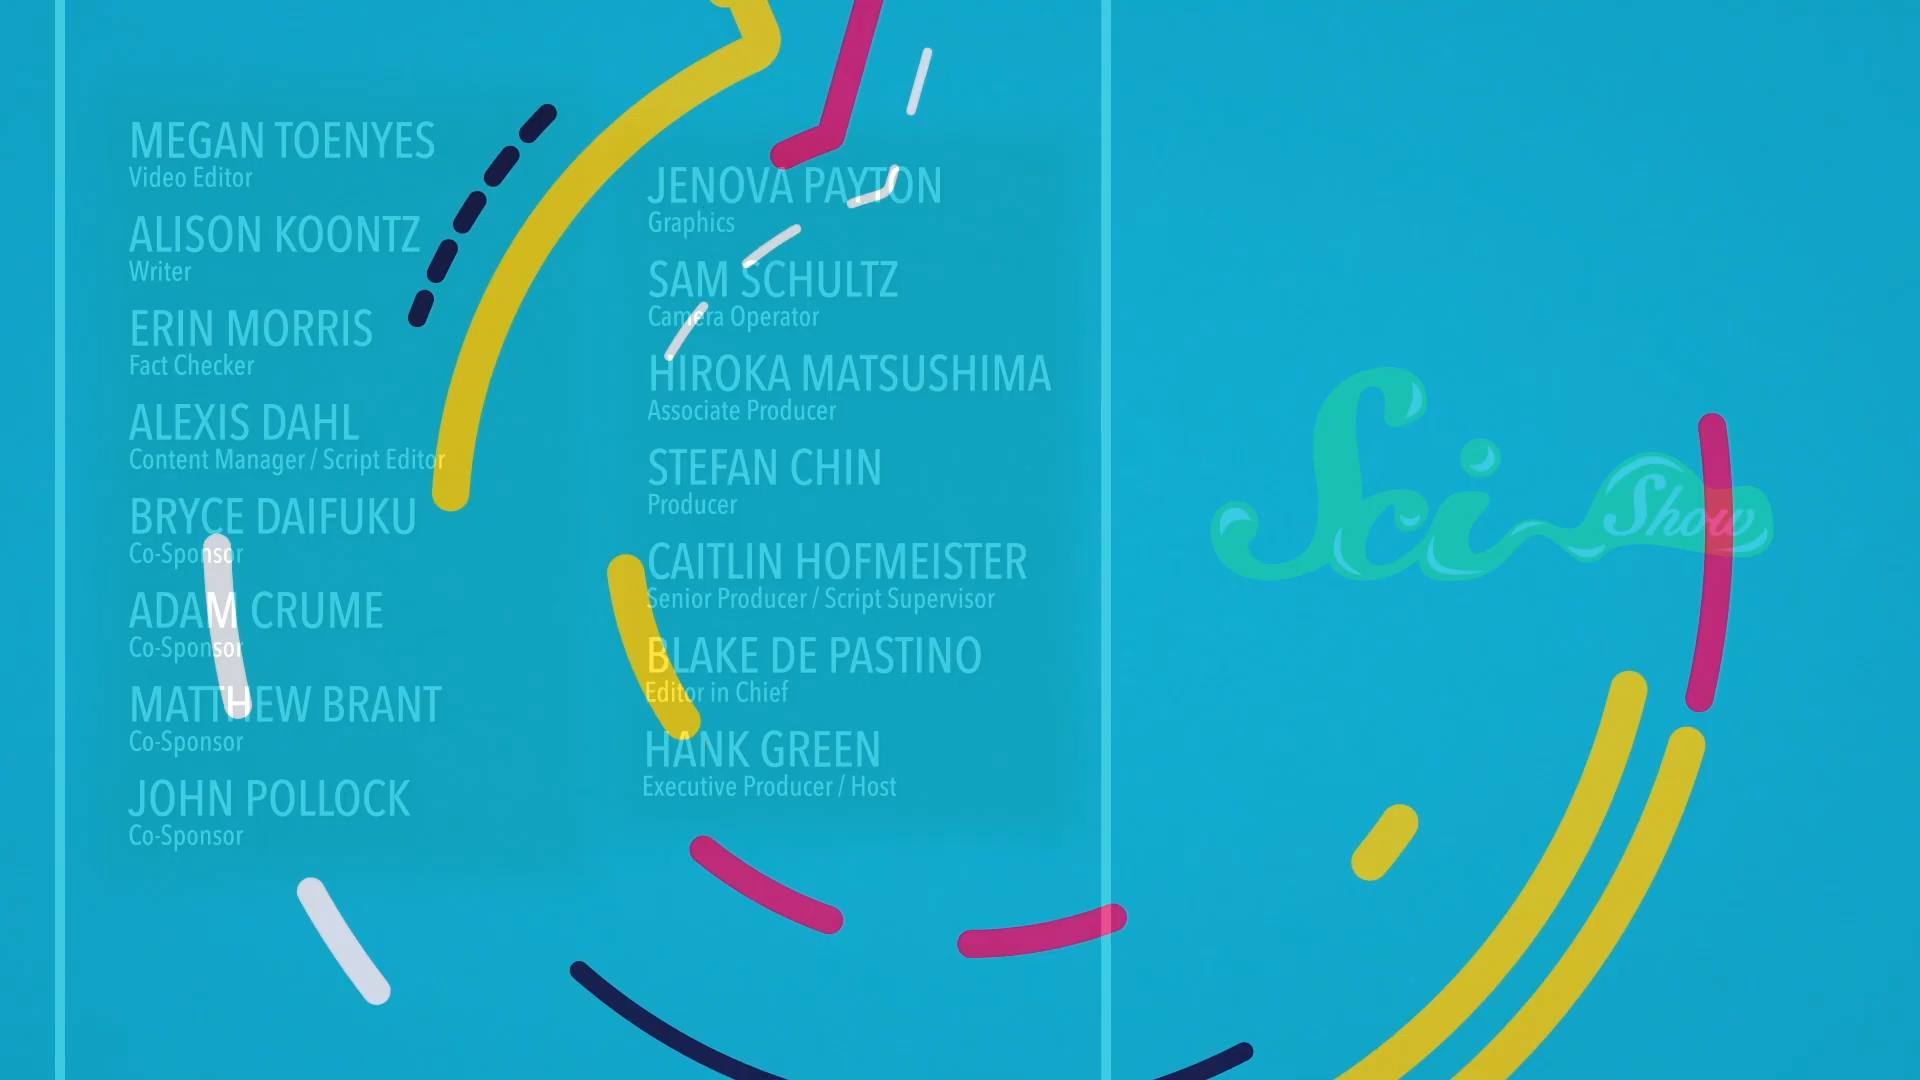 MEGAN TOENYES
Video Editor
ALISON KOONTZ
Writer
ERIN MORRIS
Fact Checker
ALEXIS DAHL
Content Manager / Script Editor
BRYCE DAIFUKU
Co-Sponsor
ADAM CRUME
Co-Sponsor
MATTHEW BRANT
Co-Sponsor
JOHN POLLOCK
Co-Sponsor
JENOVA PAYTON
Graphics
SAM SCHULTZ
Camera Operator
HIROKA MATSUSHIMA
Associate Producer
STEFAN CHIN
Producer
CAITLIN HOFMEISTER
Senior Producer / Script Supervisor
BLAKE DE PASTINO
Editor in Chief
HANK GREEN
Executive Producer / Host
Sci Show